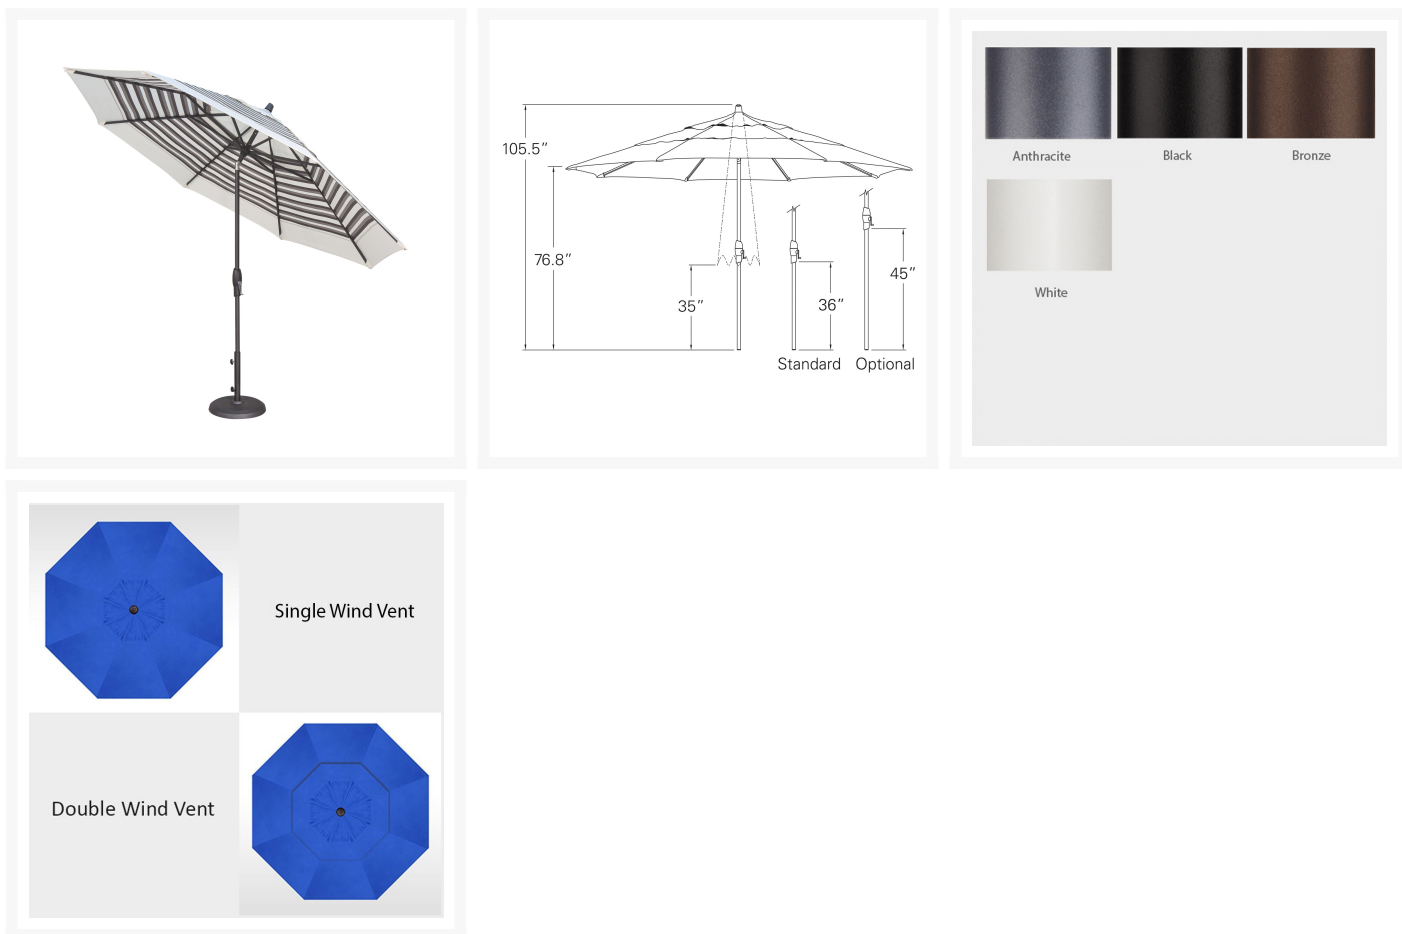 105.5”
76.8”
35”
36”
45”
Standard
Optional
Anthracite
Black
Bronze
White
Single Wind Vent
Double Wind Vent